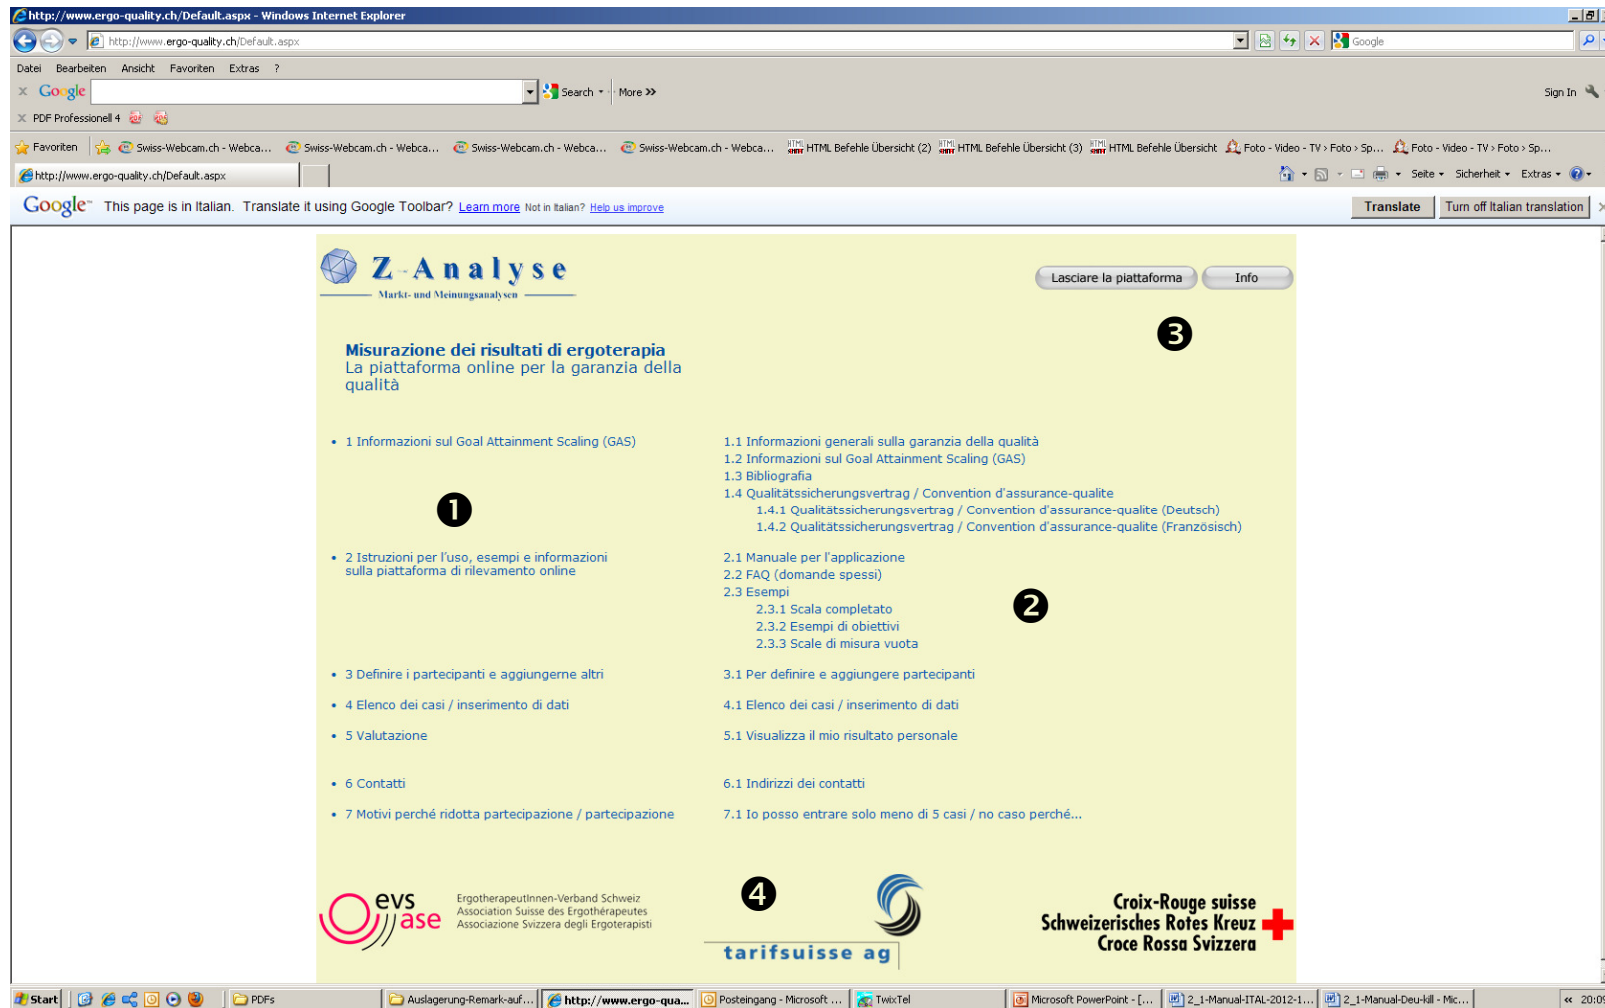 http://www.ergo-quality.ch/Default.aspx - Windows Internet Explorer
http://www.ergo-quality.ch/Default.aspx
Google
Datei Bearbeiten Ansicht Favoriten Extras ?
x Google Search More >> Sign In
x PDF Professionell 4
Favoriten Swiss-Webcam.ch - Webca... Swiss-Webcam.ch - Webca... Swiss-Webcam.ch - Webca... Swiss-Webcam.ch - Webca... HTML Befehle Übersicht (2) HTML Befehle Übersicht (3) HTML Befehle Übersicht Foto - Video - TV > Foto > Sp... Foto - Video - TV > Foto > Sp...
http://www.ergo-quality.ch/Default.aspx Seite Sicherheit Extras
Google This page is in Italian. Translate it using Google Toolbar? Learn more Not in Italian? Help us improve Translate Turn off Italian translation
Z-Analyse
Markt- und Meinungsanalysen
Lasciare la piattaforma Info
3
Misurazione dei risultati di ergoterapia
La piattaforma online per la garanzia della
qualità
• 1 Informazioni sul Goal Attainment Scaling (GAS)
1
1.1 Informazioni generali sulla garanzia della qualità
1.2 Informazioni sul Goal Attainment Scaling (GAS)
1.3 Bibliografia
1.4 Qualitätssicherungsvertrag / Convention d'assurance-qualite
1.4.1 Qualitätssicherungsvertrag / Convention d'assurance-qualite (Deutsch)
1.4.2 Qualitätssicherungsvertrag / Convention d'assurance-qualite (Französisch)
• 2 Istruzioni per l'uso, esempi e informazioni
sulla piattaforma di rilevamento online
2.1 Manuale per l'applicazione
2.2 FAQ (domande spessi)
2.3 Esempi
2
2.3.1 Scala completato
2.3.2 Esempi di obiettivi
2.3.3 Scale di misura vuota
• 3 Definire i partecipanti e aggiungerne altri
3.1 Per definire e aggiungere partecipanti
• 4 Elenco dei casi / inserimento di dati
4.1 Elenco dei casi / inserimento di dati
• 5 Valutazione
5.1 Visualizza il mio risultato personale
• 6 Contatti
6.1 Indirizzi dei contatti
• 7 Motivi perché ridotta partecipazione / partecipazione
7.1 Io posso entrare solo meno di 5 casi / no caso perché...
4
evs
ase
ErgotherapeutInnen-Verband Schweiz
Association Suisse des Ergothérapeutes
Associazione Svizzera degli Ergoterapisti
tarifsuisse ag
Croix-Rouge suisse
Schweizerisches Rotes Kreuz
Croce Rossa Svizzera
Start PDFs Auslagerung-Remark-auf... http://www.ergo-qua... Posteingang - Microsoft ... TwixTel Microsoft PowerPoint - [... 2_1-Manual-ITAL-2012-1... 2_1-Manual-Deu-kill - Mic... « 20:09